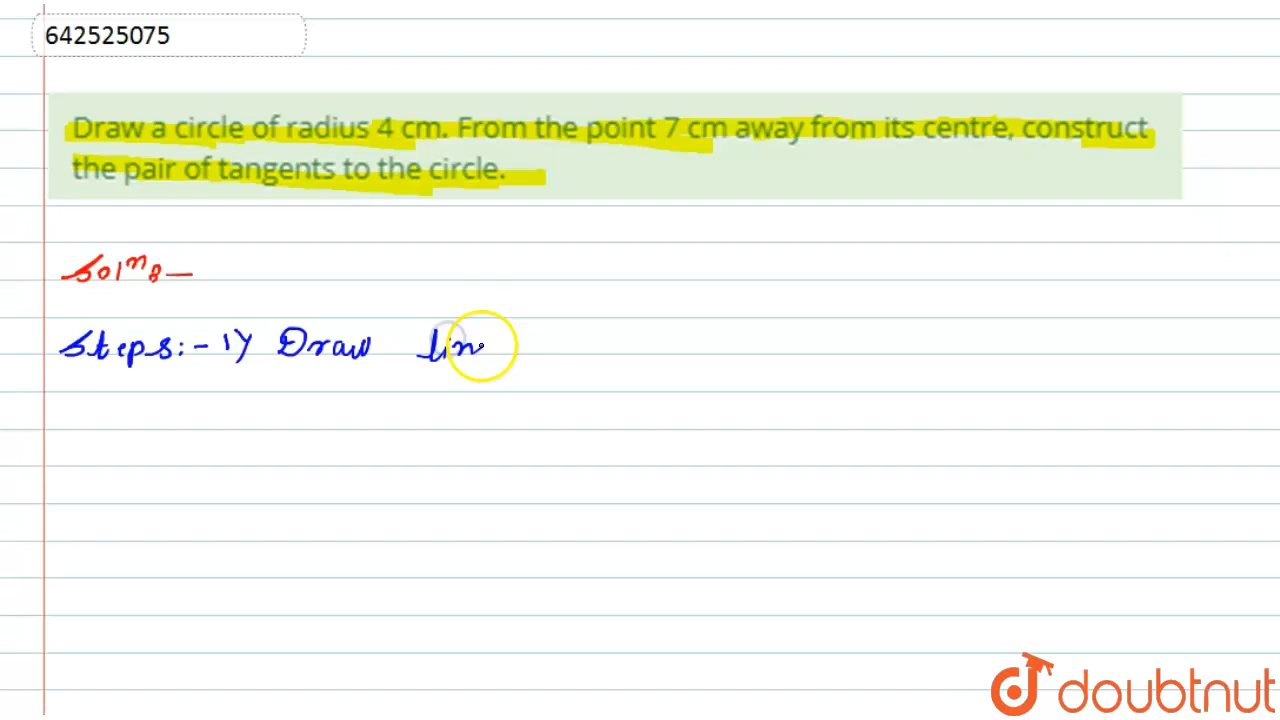 642525075
Draw a circle of radius 4 cm. From the point 7 cm away from its centre, construct
the pair of tangents to the circle.
Solⁿ:-
Steps:- 1) Draw lin
doubtnut